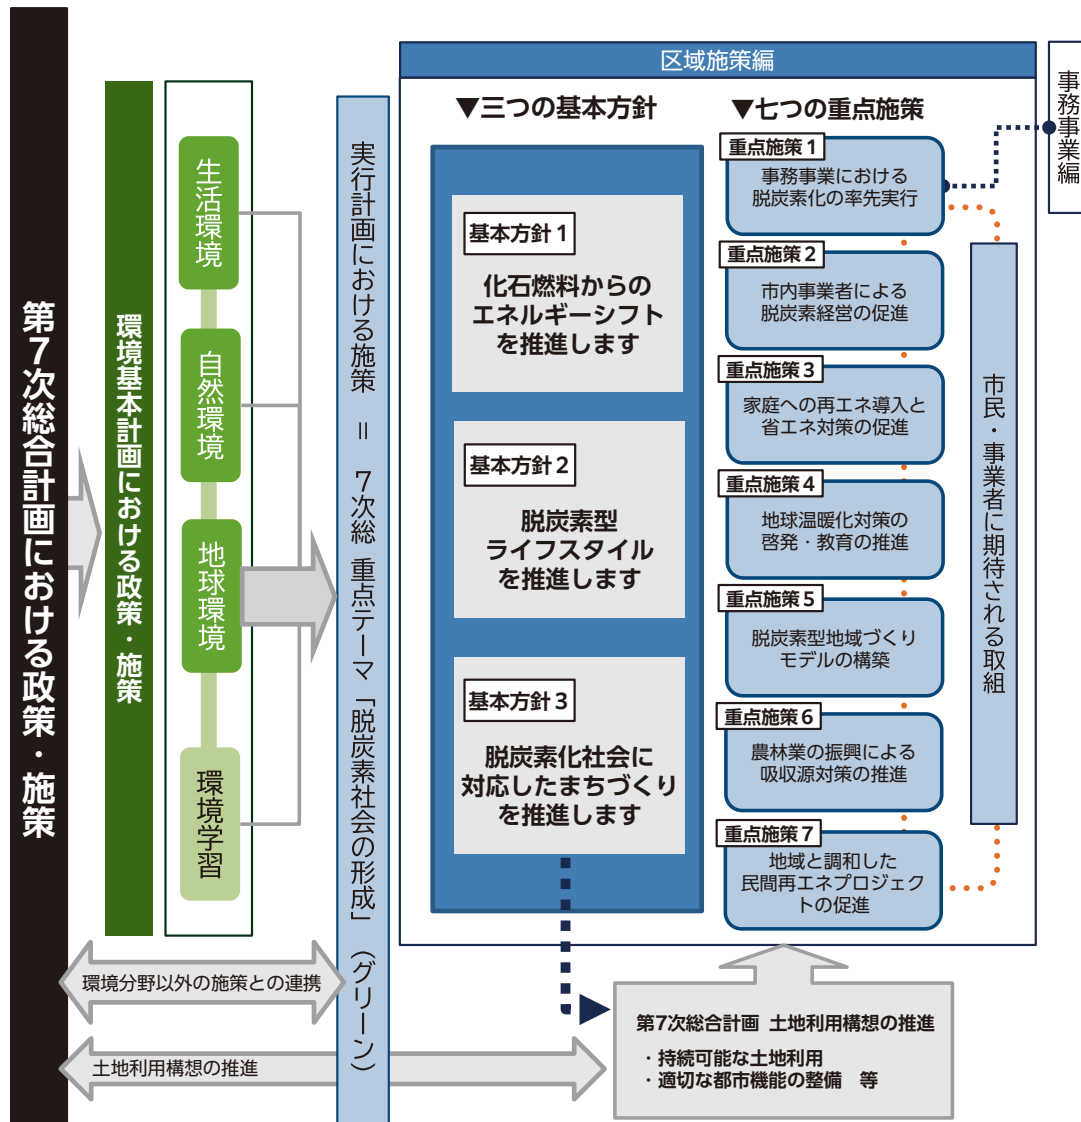 第7次総合計画における政策・施策
環境基本計画における政策・施策
生活環境
自然環境
地球環境
環境学習
実行計画における施策 ＝ 7次総 重点テーマ「脱炭素社会の形成」（グリーン）
区域施策編
▼三つの基本方針
基本方針1
化石燃料からの
エネルギーシフト
を推進します
基本方針2
脱炭素型
ライフスタイル
を推進します
基本方針3
脱炭素化社会に
対応したまちづくり
を推進します
▼七つの重点施策
重点施策1
事務事業における
脱炭素化の率先実行
重点施策2
市内事業者による
脱炭素経営の促進
重点施策3
家庭への再エネ導入と
省エネ対策の促進
重点施策4
地球温暖化対策の
啓発・教育の推進
重点施策5
脱炭素型地域づくり
モデルの構築
重点施策6
農林業の振興による
吸収源対策の推進
重点施策7
地域と調和した
民間再エネプロジェク
トの促進
市民・事業者に期待される取組
事務事業編
環境分野以外の施策との連携
土地利用構想の推進
第7次総合計画 土地利用構想の推進
・持続可能な土地利用
・適切な都市機能の整備　等